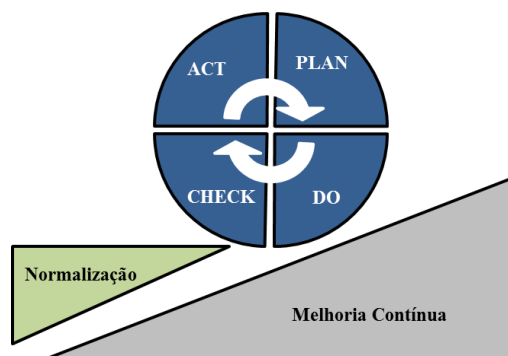 ACT
PLAN
CHECK
DO
Normalização
Melhoria Contínua